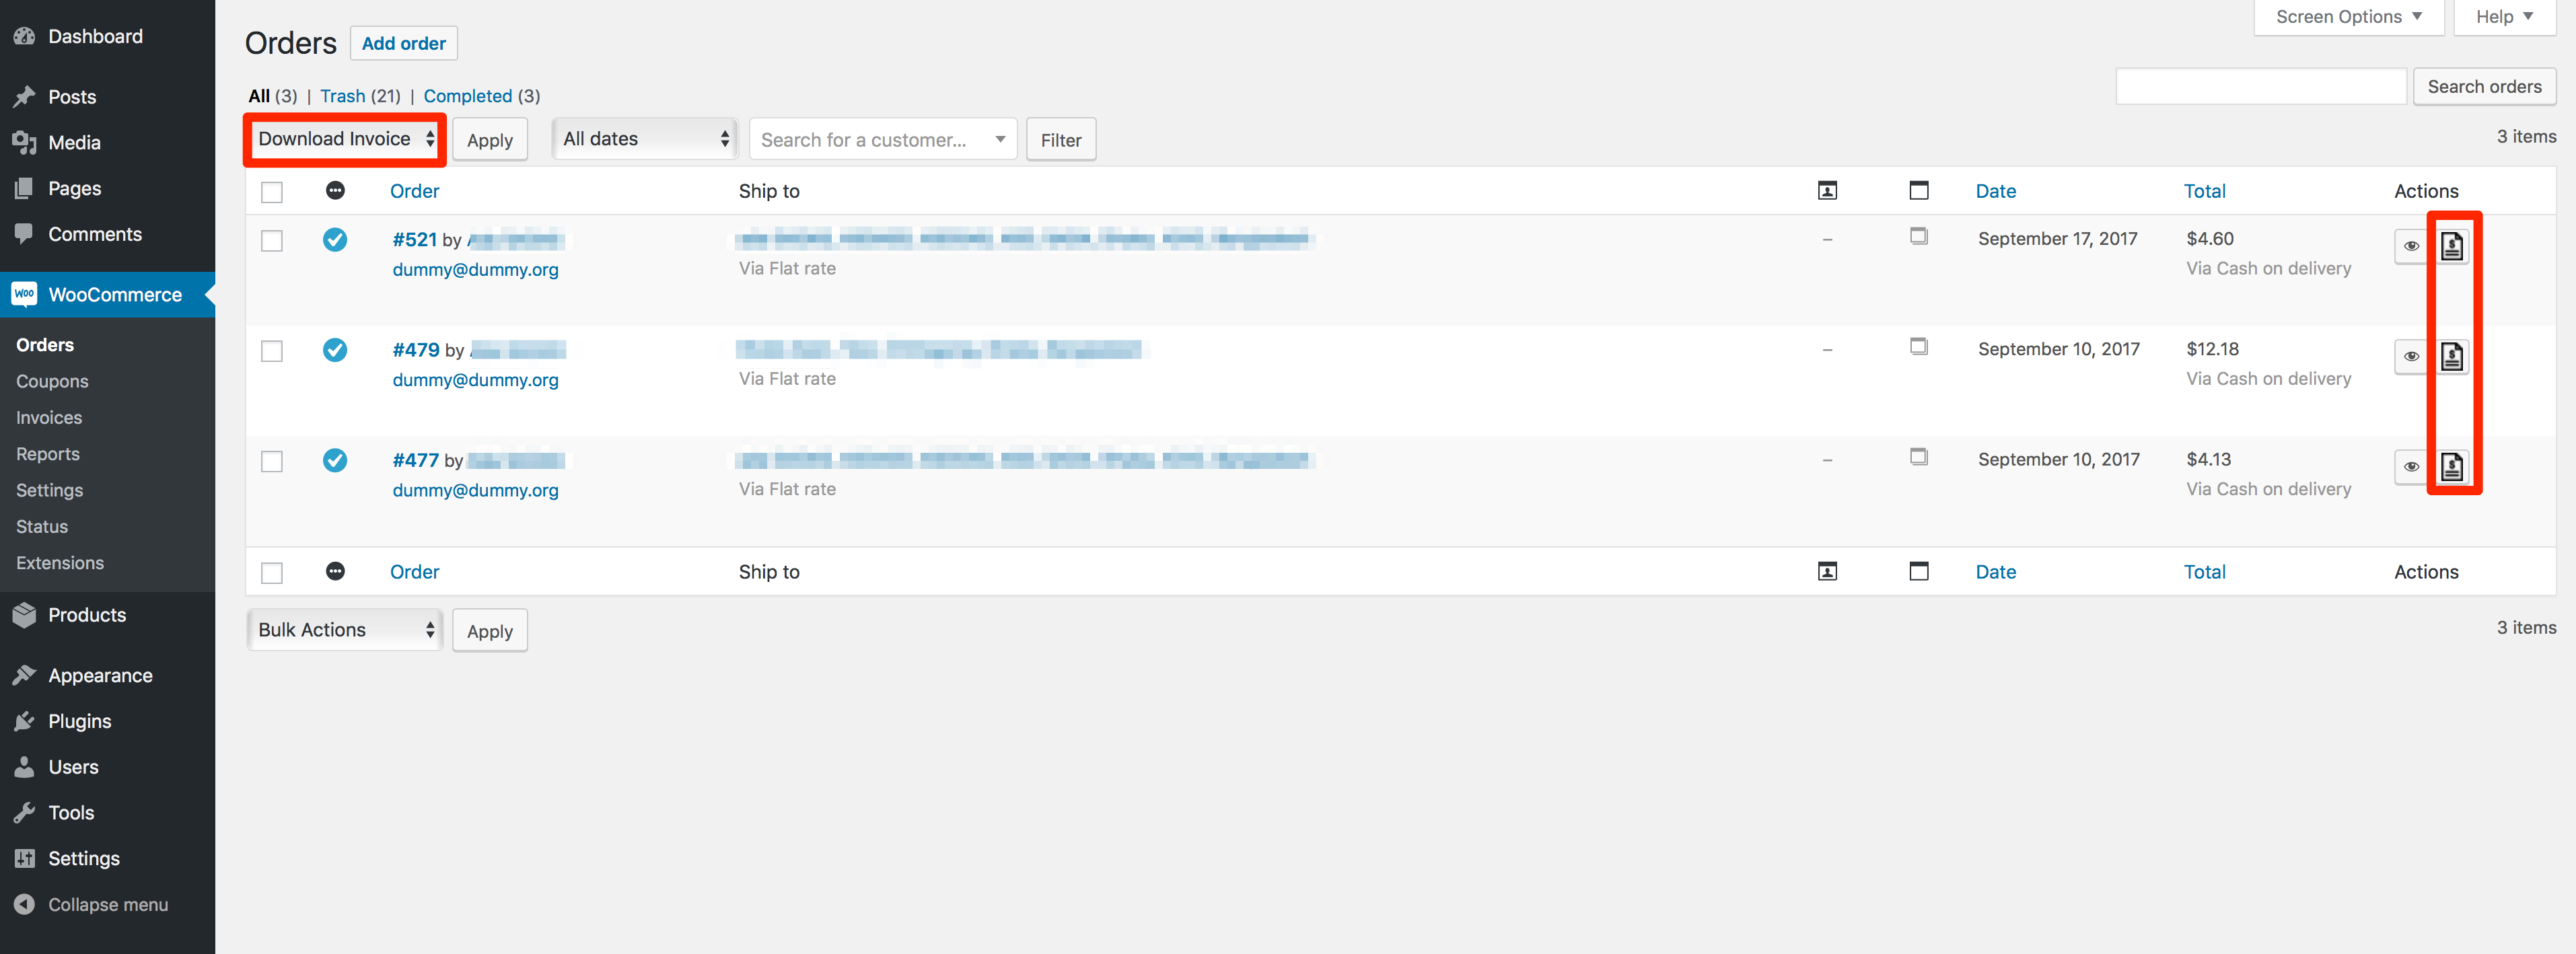 Dashboard
Posts
Media
Pages
Comments
Woo WooCommerce
Orders
Coupons
Invoices
Reports
Settings
Status
Extensions
Products
Appearance
Plugins
Users
Tools
Settings
Collapse menu
Screen Options Help
Orders Add order
All (3) | Trash (21) | Completed (3)
Search orders
Download Invoice Apply All dates Search for a customer... Filter
3 items
Order Ship to Date Total Actions
#521 by
September 17, 2017 $4.60
dummy@dummy.org Via Flat rate Via Cash on delivery
#479 by
September 10, 2017 $12.18
dummy@dummy.org Via Flat rate Via Cash on delivery
#477 by
September 10, 2017 $4.13
dummy@dummy.org Via Flat rate Via Cash on delivery
Order Ship to Date Total Actions
Bulk Actions Apply
3 items